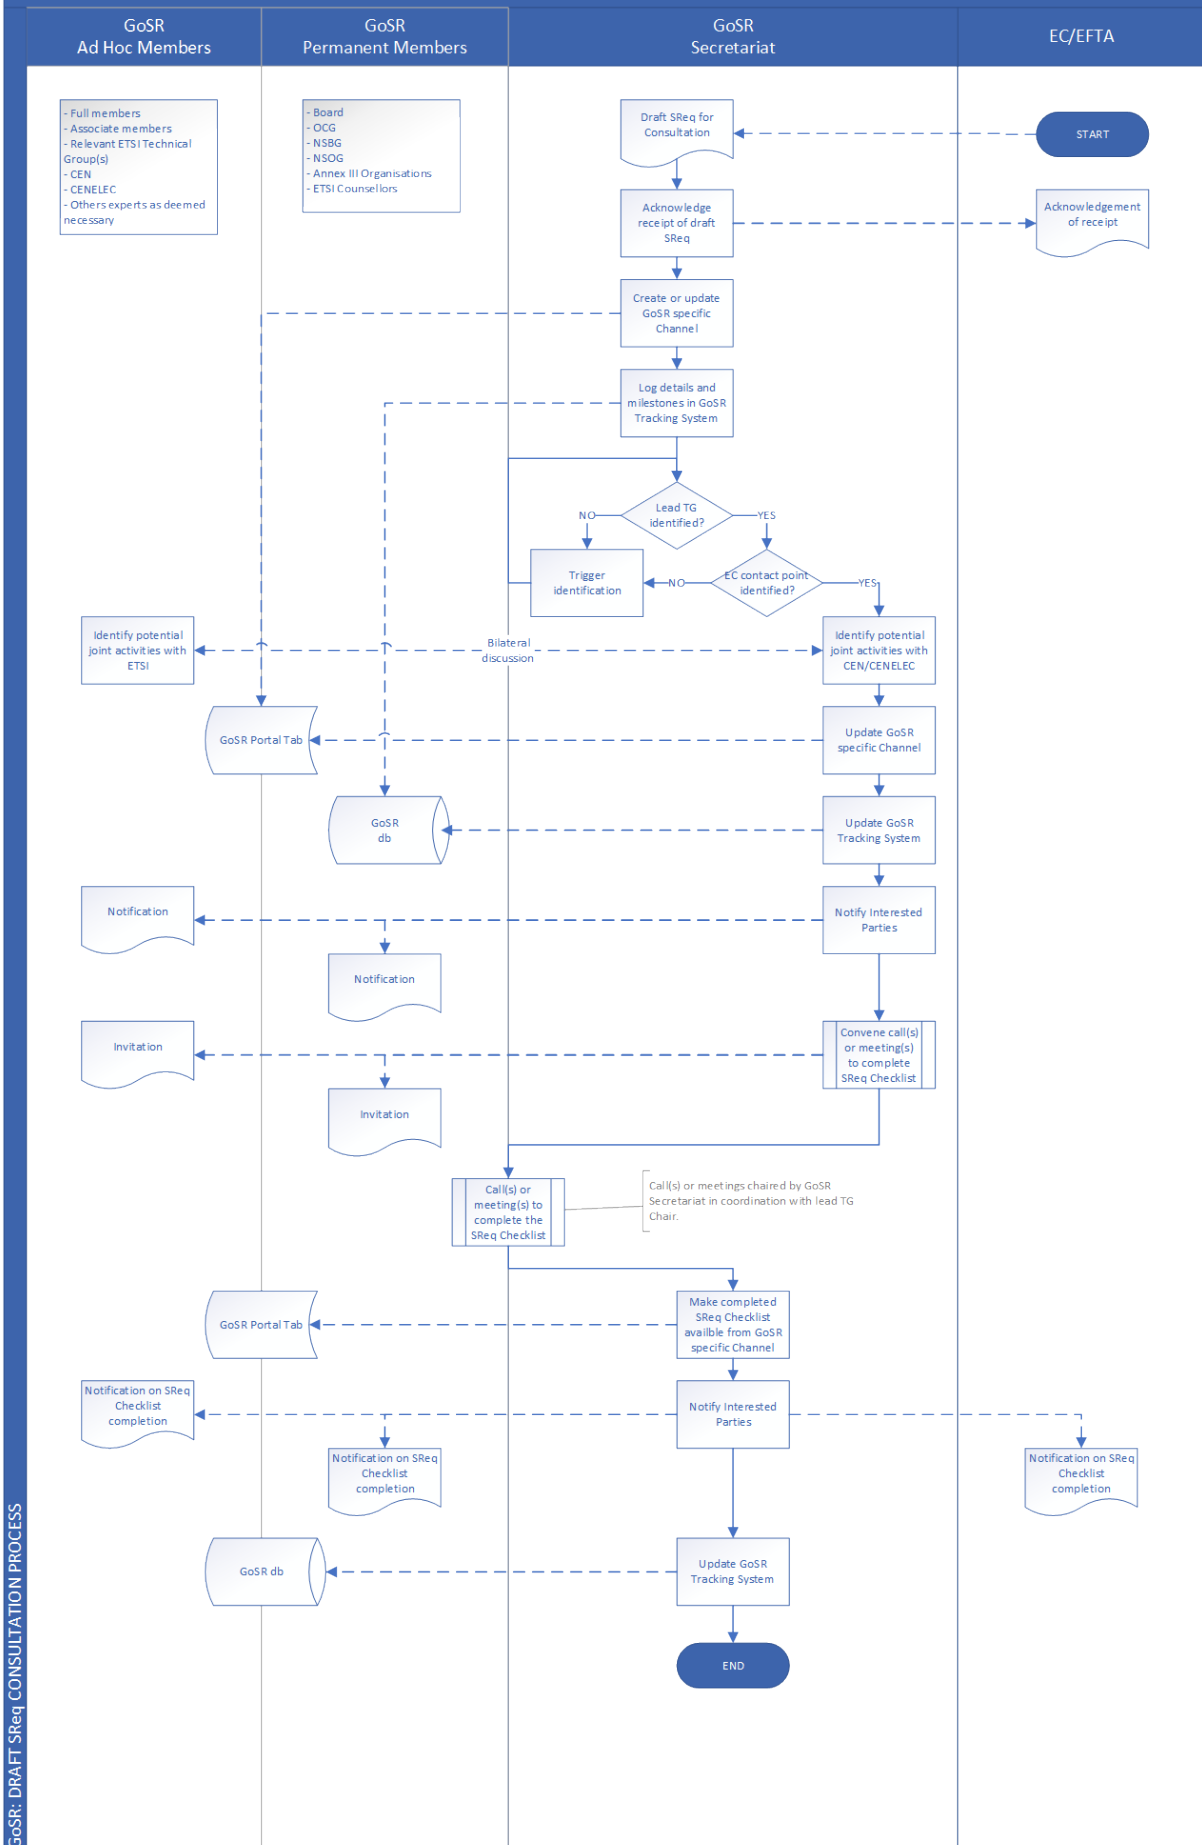 GoSR
Ad Hoc Members
GoSR
Permanent Members
GoSR
Secretariat
EC/EFTA
- Full members
- Associate members
- Relevant ETSI Technical
Group(s)
- CEN
- CENELEC
- Others experts as deemed
necessary
- Board
- OCG
- NSBG
- NSOG
- Annex III Organisations
- ETSI Counsellors
Draft SReq for
Consultation
START
Acknowledge
receipt of draft
SReq
Acknowledgement
of receipt
Create or update
GoSR specific
Channel
Log details and
milestones in GoSR
Tracking System
Lead TG
identified?
NO
YES
Trigger
identification
EC contact point
identified?
NO
YES
Identify potential
joint activities with
ETSI
Bilateral
discussion
Identify potential
joint activities with
CEN/CENELEC
GoSR Portal Tab
Update GoSR
specific Channel
GoSR
db
Update GoSR
Tracking System
Notification
Notify Interested
Parties
Notification
Invitation
Convene call(s)
or meeting(s)
to complete
SReq Checklist
Invitation
Call(s) or
meeting(s) to
complete the
SReq Checklist
Call(s) or meetings chaired by GoSR
Secretariat in coordination with lead TG
Chair.
GoSR Portal Tab
Make completed
SReq Checklist
availble from GoSR
specific Channel
Notification on SReq
Checklist
completion
Notify Interested
Parties
Notification on SReq
Checklist
completion
Notification on SReq
Checklist
completion
GoSR db
Update GoSR
Tracking System
END
GoSR: DRAFT SReq CONSULTATION PROCESS